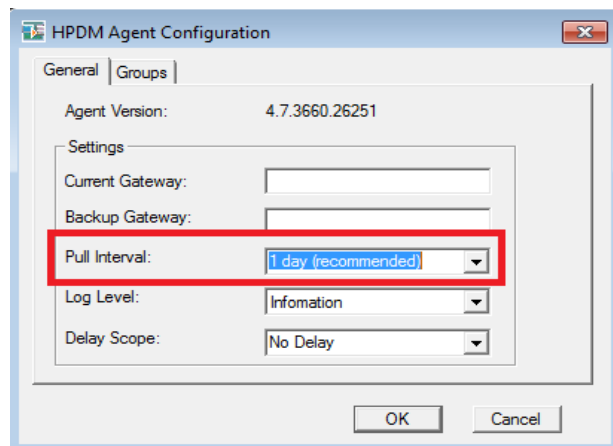 HPDM Agent Configuration
General Groups
Agent Version: 4.7.3660.26251
Settings
Current Gateway:
Backup Gateway:
Pull Interval: 1 day (recommended)
Log Level: Infomation
Delay Scope: No Delay
OK Cancel